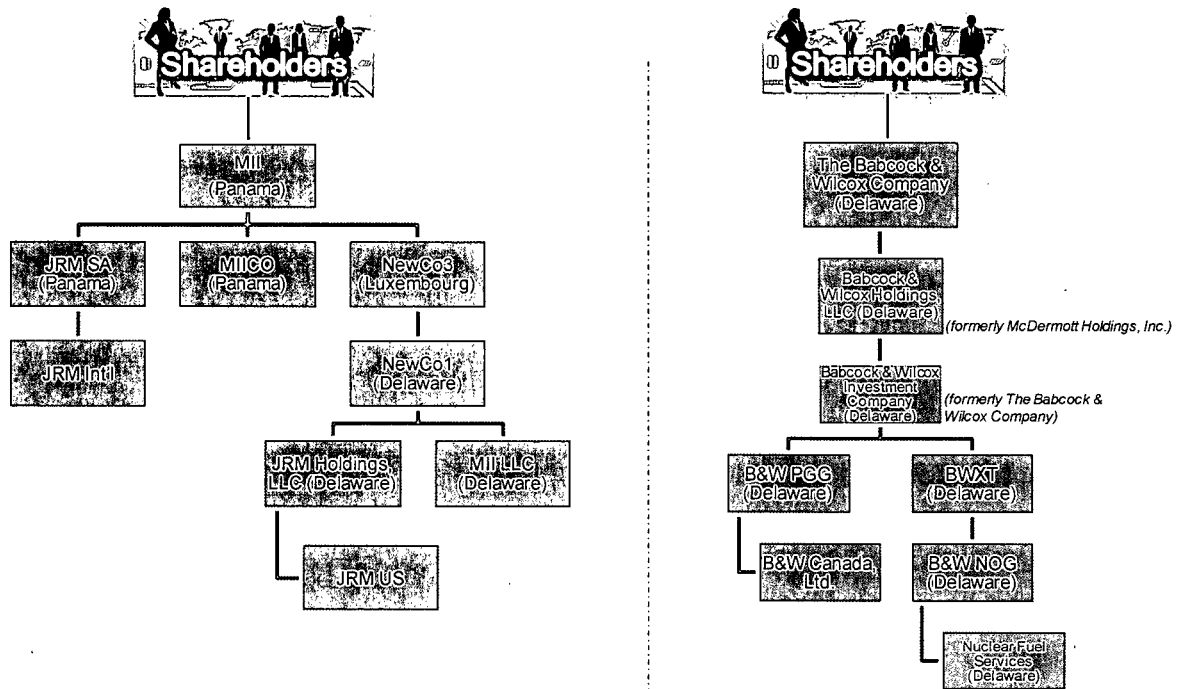 Shareholders
MII
(Panama)
JRM SA
(Panama)
MIICO
(Panama)
NewCo3
(Luxembourg)
JRM Int'l
NewCo1
(Delaware)
JRM Holdings
LLC (Delaware)
MII LLC
(Delaware)
JRM US
Shareholders
The Babcock &
Wilcox Company
(Delaware)
Babcock &
Wilcox Holdings
LLC (Delaware)
(formerly McDermott Holdings, Inc.)
Babcock & Wilcox
Investment
Company
(Delaware)
(formerly The Babcock &
Wilcox Company)
B&W PGG
(Delaware)
BWXT
(Delaware)
B&W Canada,
Ltd.
B&W NOG
(Delaware)
Nuclear Fuel
Services
(Delaware)